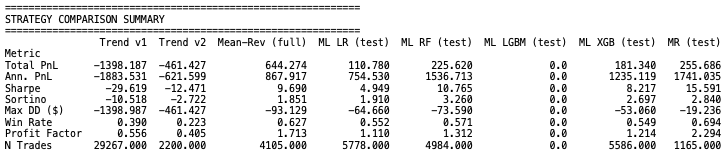 ============================================================
STRATEGY COMPARISON SUMMARY
============================================================
Trend v1 Trend v2 Mean-Rev (full) ML LR (test) ML RF (test) ML LGBM (test) ML XGB (test) MR (test)
Metric
Total PnL -1398.187 -461.427 644.274 110.780 225.620 0.0 181.340 255.686
Ann. PnL -1883.531 -621.599 867.917 754.530 1536.713 0.0 1235.119 1741.035
Sharpe -29.619 -12.471 9.690 4.949 10.765 0.0 8.217 15.591
Sortino -10.518 -2.722 1.851 1.910 3.260 0.0 2.697 2.840
Max DD ($) -1398.987 -461.427 -93.129 -64.660 -73.590 0.0 -53.060 -19.236
Win Rate 0.390 0.223 0.627 0.552 0.571 0.0 0.549 0.694
Profit Factor 0.556 0.405 1.713 1.110 1.312 0.0 1.214 2.294
N Trades 29267.000 2200.000 4105.000 5778.000 4984.000 0.0 5586.000 1165.000